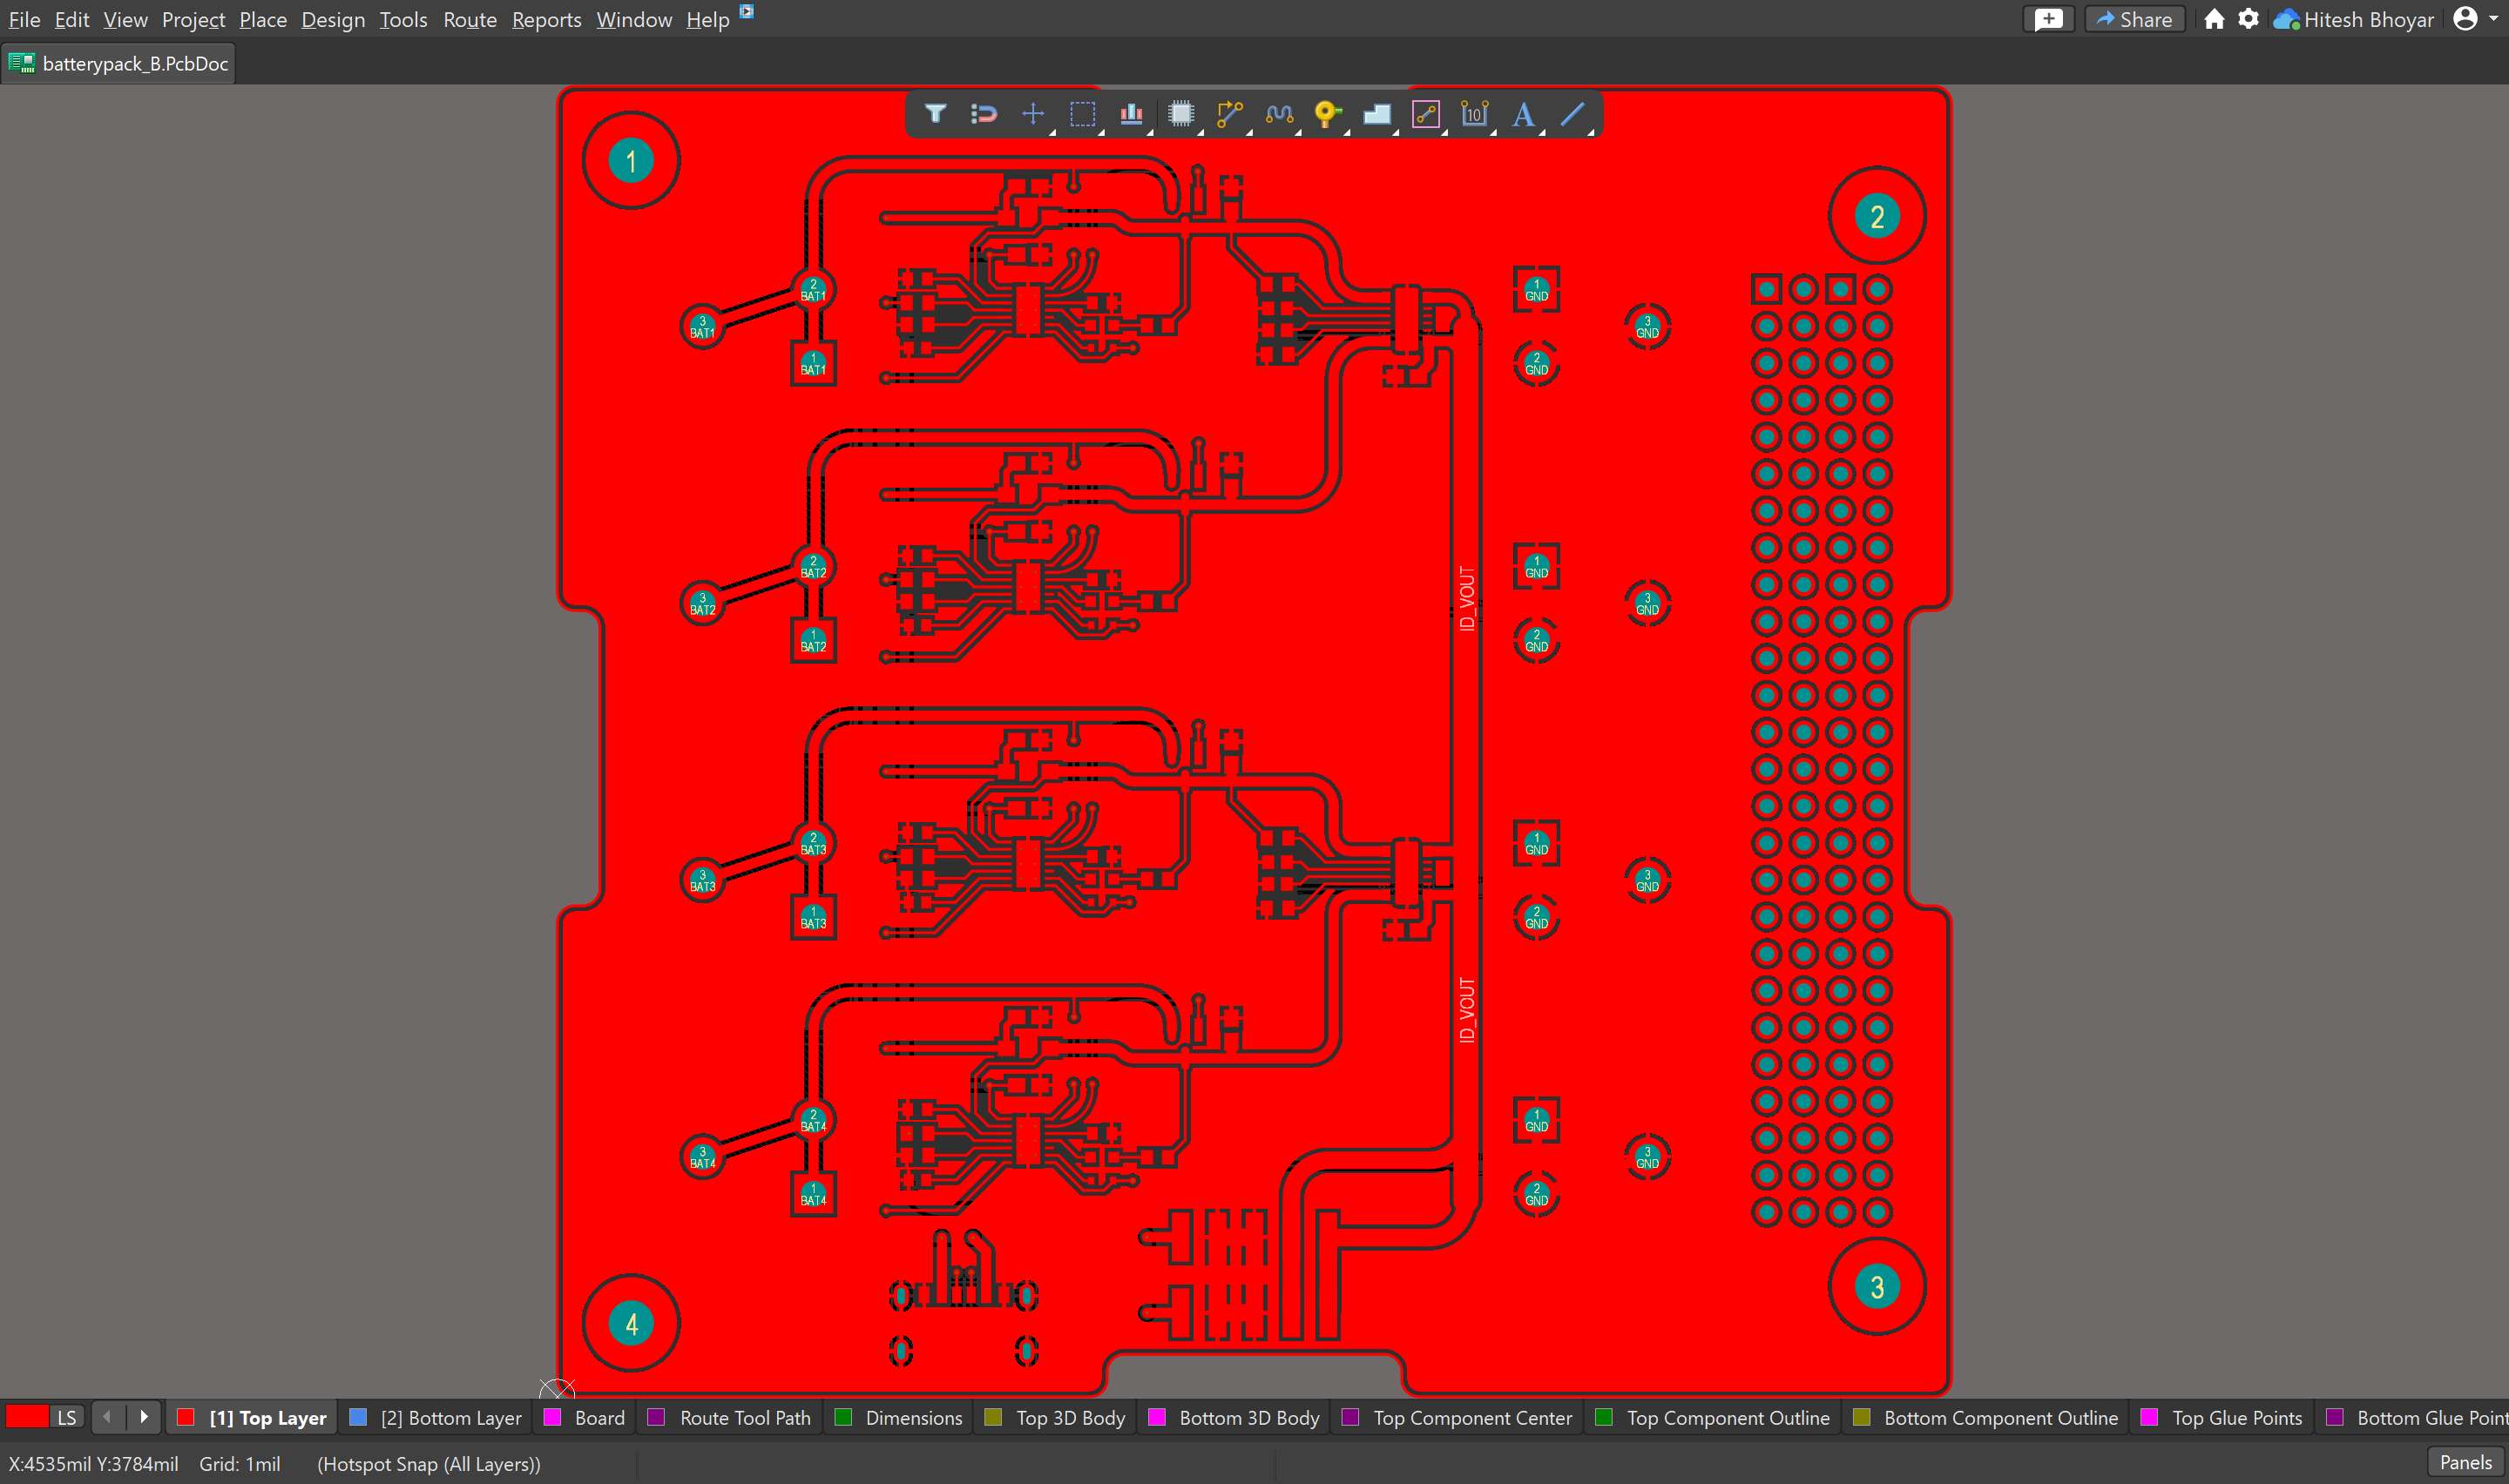 File Edit View Project Place Design Tools Route Reports Window Help
Share
Hitesh Bhoyar
batterypack_B.PcbDoc
10
A
1
2
2
BAT1
3
BAT1
1
BAT1
1
GND
3
GND
2
GND
2
BAT2
3
BAT2
1
BAT2
ID_VOUT
1
GND
3
GND
2
GND
2
BAT3
3
BAT3
1
BAT3
1
GND
3
GND
2
GND
ID_VOUT
2
BAT4
3
BAT4
1
BAT4
1
GND
3
GND
2
GND
4
3
LS [1] Top Layer [2] Bottom Layer Board Route Tool Path Dimensions Top 3D Body Bottom 3D Body Top Component Center Top Component Outline Bottom Component Outline Top Glue Points Bottom Glue Point
X:4535mil Y:3784mil Grid: 1mil (Hotspot Snap (All Layers))
Panels